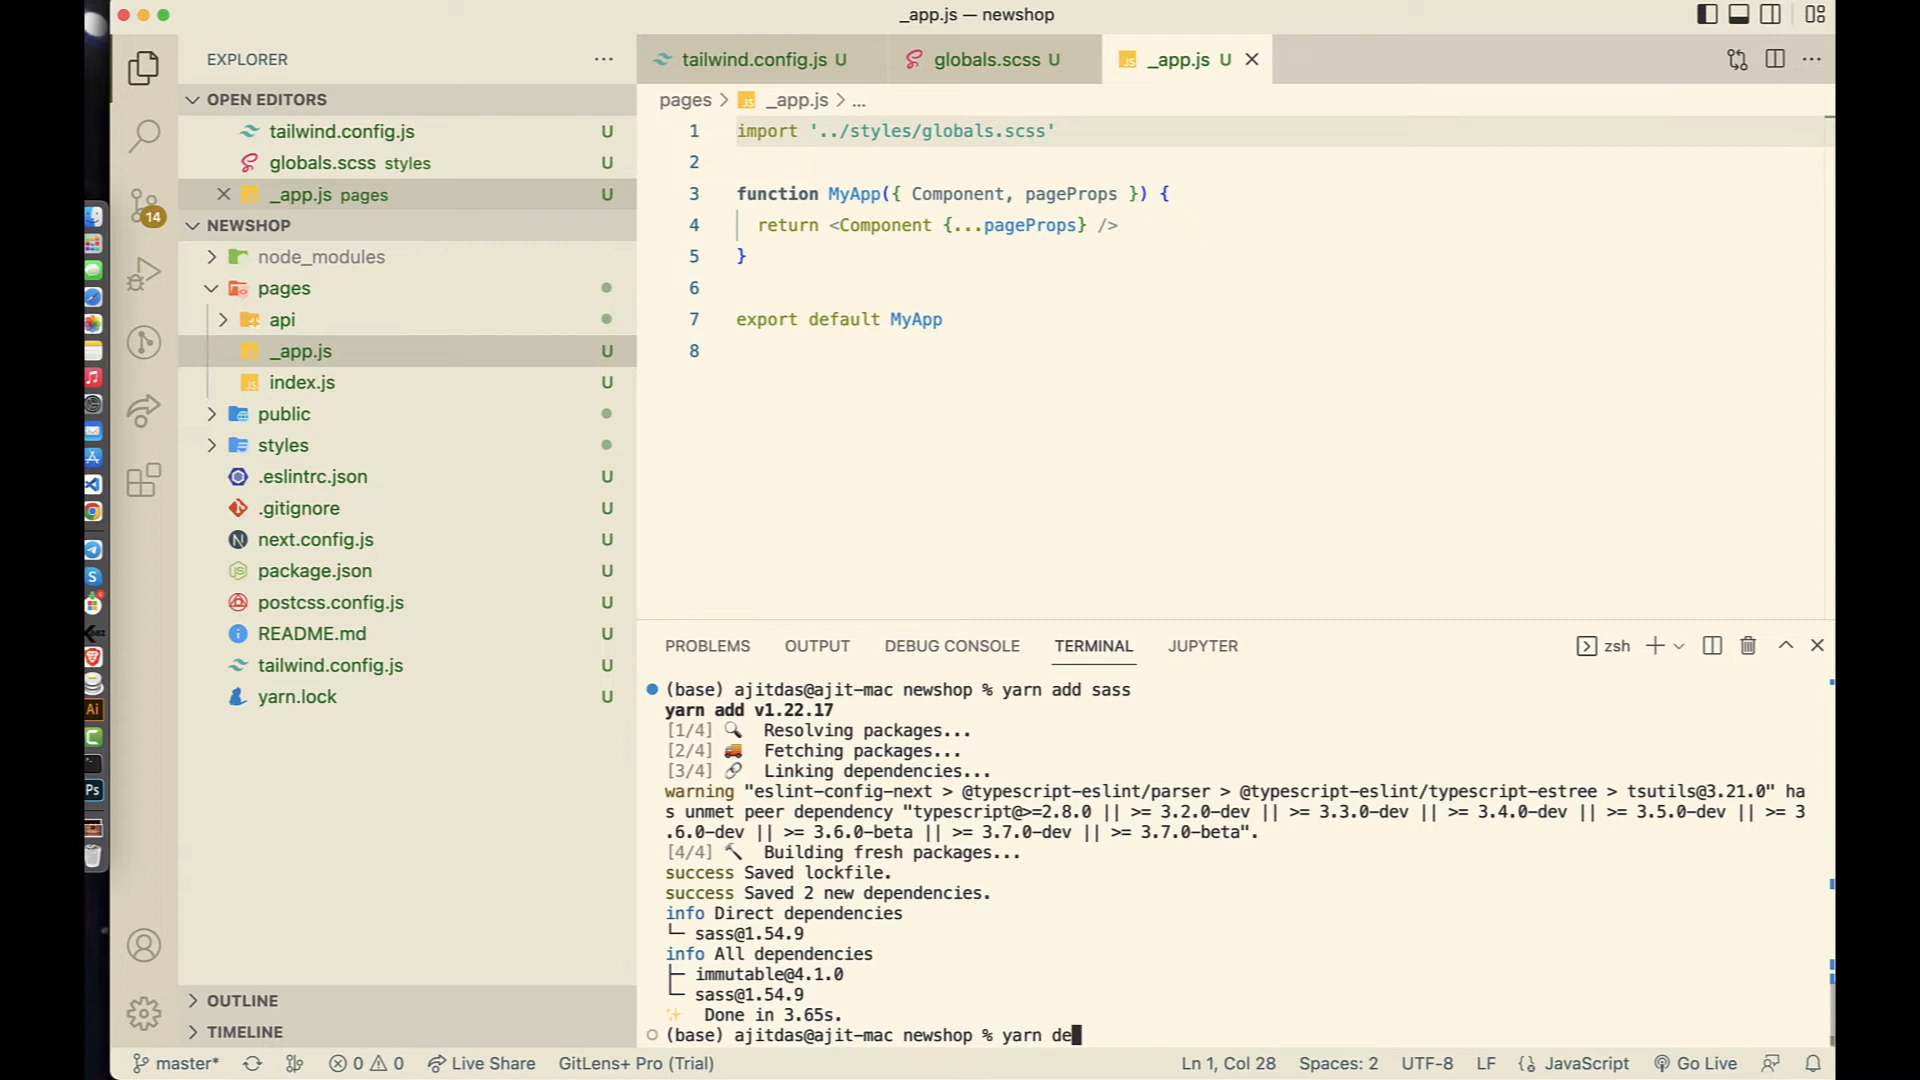 _app.js — newshop
EXPLORER
OPEN EDITORS
tailwind.config.js U
globals.scss styles U
_app.js pages U
NEWSHOP
node_modules
pages
api
_app.js U
index.js U
public
styles
.eslintrc.json U
.gitignore U
next.config.js U
package.json U
postcss.config.js U
README.md U
tailwind.config.js U
yarn.lock U
OUTLINE
TIMELINE
14
tailwind.config.js U
globals.scss U
_app.js U
pages > _app.js > ...
1 import '../styles/globals.scss'
2
3 function MyApp({ Component, pageProps }) {
4 return <Component {...pageProps} />
5 }
6
7 export default MyApp
8
PROBLEMS OUTPUT DEBUG CONSOLE TERMINAL JUPYTER zsh
(base) ajitdas@ajit-mac newshop % yarn add sass
yarn add v1.22.17
[1/4] 🔍 Resolving packages...
[2/4] 🚚 Fetching packages...
[3/4] 🔗 Linking dependencies...
warning "eslint-config-next > @typescript-eslint/parser > @typescript-eslint/typescript-estree > tsutils@3.21.0" ha
s unmet peer dependency "typescript@>=2.8.0 || >= 3.2.0-dev || >= 3.3.0-dev || >= 3.4.0-dev || >= 3.5.0-dev || >= 3
.6.0-dev || >= 3.6.0-beta || >= 3.7.0-dev || >= 3.7.0-beta".
[4/4] 🔨 Building fresh packages...
success Saved lockfile.
success Saved 2 new dependencies.
info Direct dependencies
└─ sass@1.54.9
info All dependencies
├─ immutable@4.1.0
└─ sass@1.54.9
✨ Done in 3.65s.
(base) ajitdas@ajit-mac newshop % yarn de
master* 0 0 Live Share GitLens+ Pro (Trial) Ln 1, Col 28 Spaces: 2 UTF-8 LF {} JavaScript Go Live
Ai
Ps